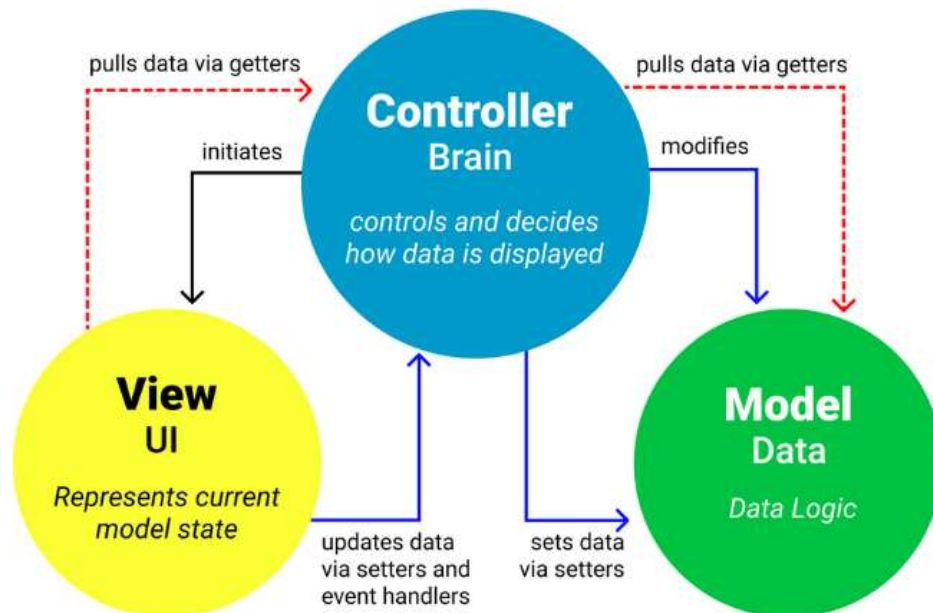 pulls data via getters
pulls data via getters
Controller
Brain
initiates
modifies
controls and decides
how data is displayed
View
UI
Represents current
model state
Model
Data
Data Logic
updates data
via setters and
event handlers
sets data
via setters